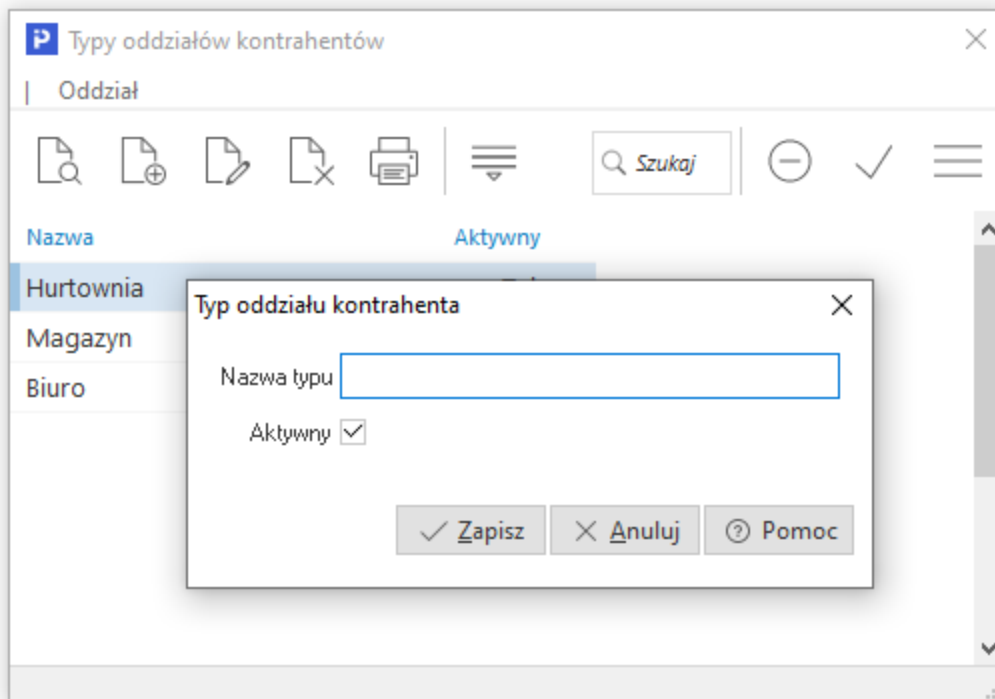 Typy oddziałów kontrahentów
| Oddział
Szukaj
Nazwa Aktywny
Hurtownia
Magazyn
Biuro
Typ oddziału kontrahenta
Nazwa typu
Aktywny
Zapisz Anuluj Pomoc